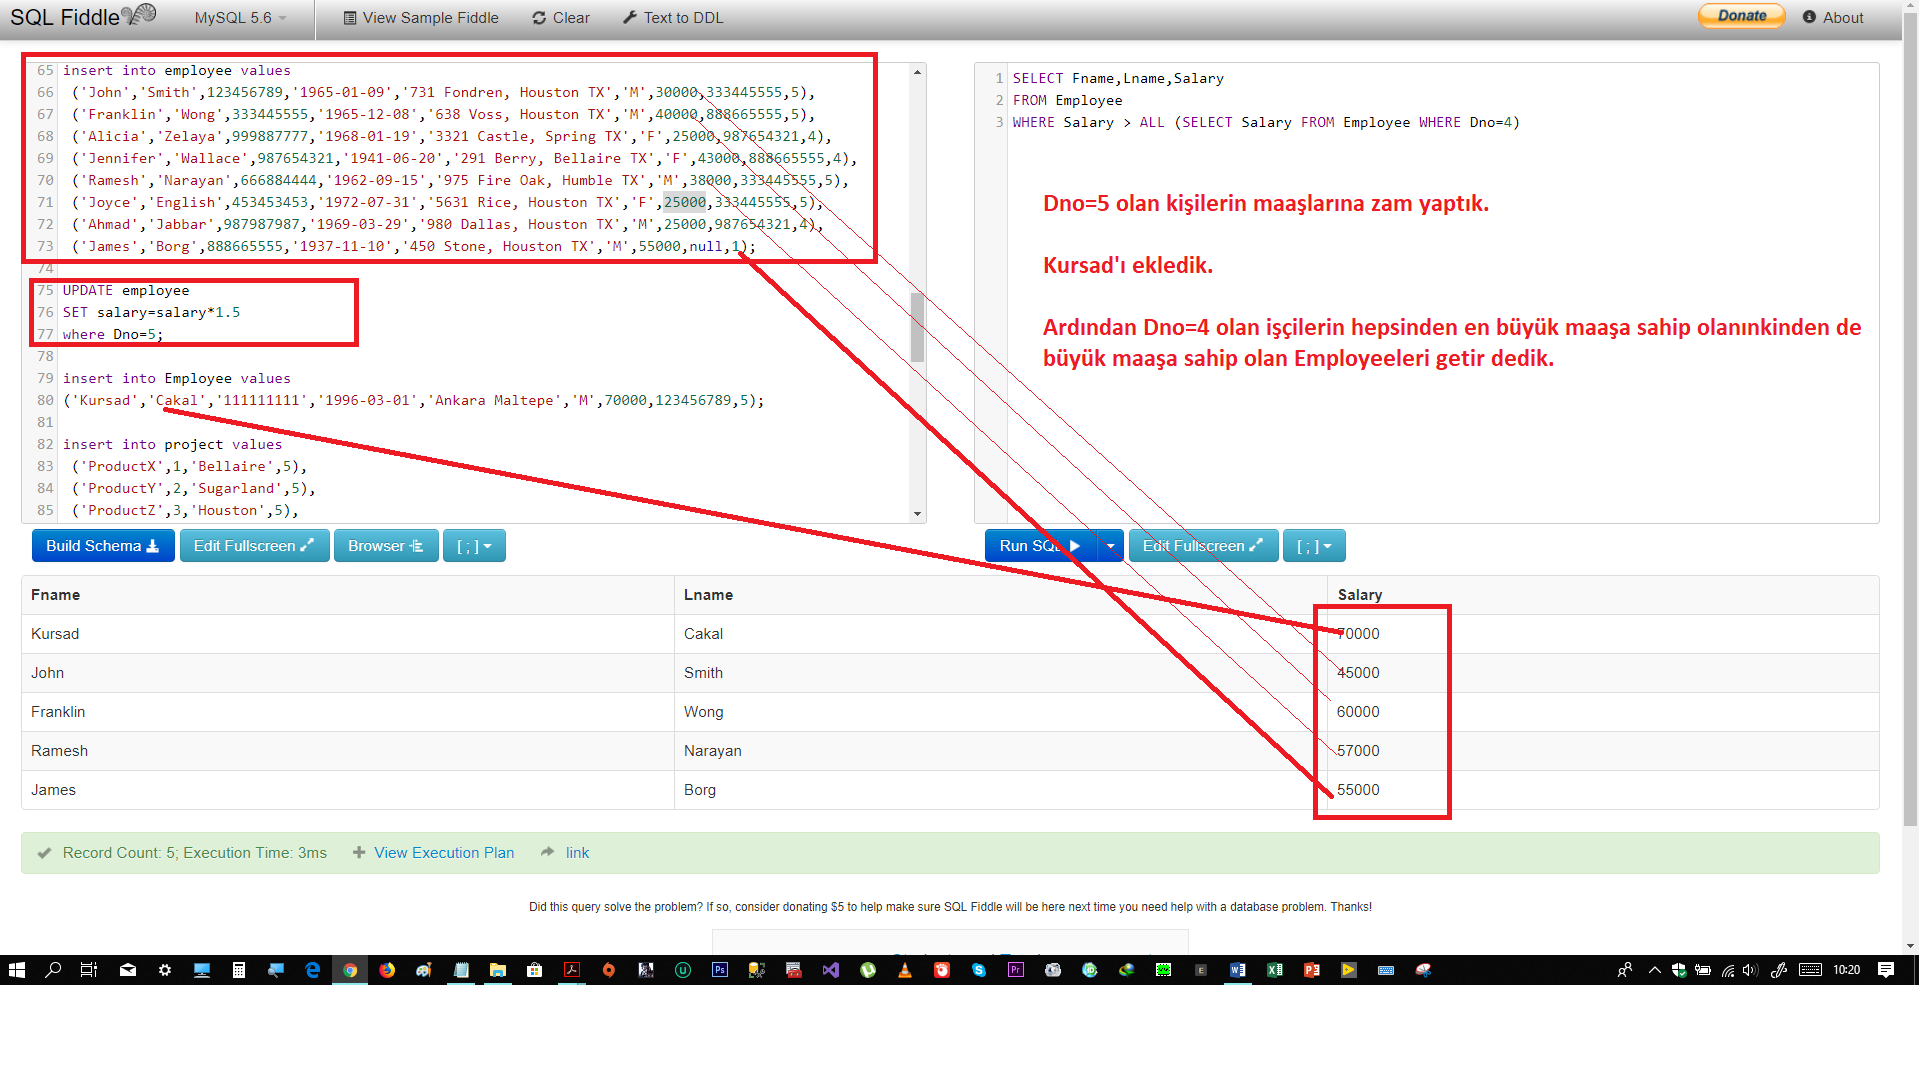 SQL Fiddle
MySQL 5.6
View Sample Fiddle
Clear
Text to DDL
Donate
About
65 insert into employee values
66 ('John','Smith',123456789,'1965-01-09','731 Fondren, Houston TX','M',30000,333445555,5),
67 ('Franklin','Wong',333445555,'1965-12-08','638 Voss, Houston TX','M',40000,888665555,5),
68 ('Alicia','Zelaya',999887777,'1968-01-19','3321 Castle, Spring TX','F',25000,987654321,4),
69 ('Jennifer','Wallace',987654321,'1941-06-20','291 Berry, Bellaire TX','F',43000,888665555,4),
70 ('Ramesh','Narayan',666884444,'1962-09-15','975 Fire Oak, Humble TX','M',38000,333445555,5),
71 ('Joyce','English',453453453,'1972-07-31','5631 Rice, Houston TX','F',25000,333445555,5),
72 ('Ahmad','Jabbar',987987987,'1969-03-29','980 Dallas, Houston TX','M',25000,987654321,4),
73 ('James','Borg',888665555,'1937-11-10','450 Stone, Houston TX','M',55000,null,1);
74
75 UPDATE employee
76 SET salary=salary*1.5
77 where Dno=5;
78
79 insert into Employee values
80 ('Kursad','Cakal','111111111','1996-03-01','Ankara Maltepe','M',70000,123456789,5);
81
82 insert into project values
83 ('ProductX',1,'Bellaire',5),
84 ('ProductY',2,'Sugarland',5),
85 ('ProductZ',3,'Houston',5),
1 SELECT Fname,Lname,Salary
2 FROM Employee
3 WHERE Salary > ALL (SELECT Salary FROM Employee WHERE Dno=4)
Dno=5 olan kişilerin maaşlarına zam yaptık.
Kursad'ı ekledik.
Ardından Dno=4 olan işçilerin hepsinden en büyük maaşa sahip olanınkinden de
büyük maaşa sahip olan Employeeleri getir dedik.
Build Schema
Edit Fullscreen
Browser
[ ; ]
Run SQL
Edit Fullscreen
[ ; ]
Fname Lname Salary
Kursad Cakal 70000
John Smith 45000
Franklin Wong 60000
Ramesh Narayan 57000
James Borg 55000
Record Count: 5; Execution Time: 3ms
View Execution Plan
link
Did this query solve the problem? If so, consider donating $5 to help make sure SQL Fiddle will be here next time you need help with a database problem. Thanks!
10:20